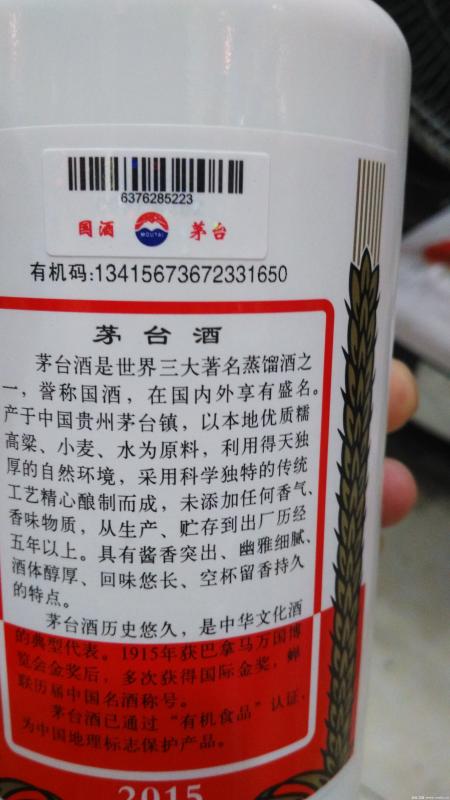 6376285223
国酒 MOUTAI 茅台
有机码:13415673672331650
茅台酒
茅台酒是世界三大著名蒸馏酒之
一，誉称国酒，在国内外享有盛名。
产于中国贵州茅台镇，以本地优质糯
高粱、小麦、水为原料，利用得天独
厚的自然环境，采用科学独特的传统
工艺精心酿制而成，未添加任何香气、
香味物质，从生产、贮存到出厂历经
五年以上。具有酱香突出、幽雅细腻、
酒体醇厚、回味悠长、空杯留香持久
的特点。
茅台酒历史悠久，是中华文化酒
的典型代表。1915年获巴拿马万国博
览会金奖后，多次获得国际金奖，蝉
联历届中国名酒称号。
茅台酒已通过“有机食品”认证，
为中国地理标志保护产品。
2015